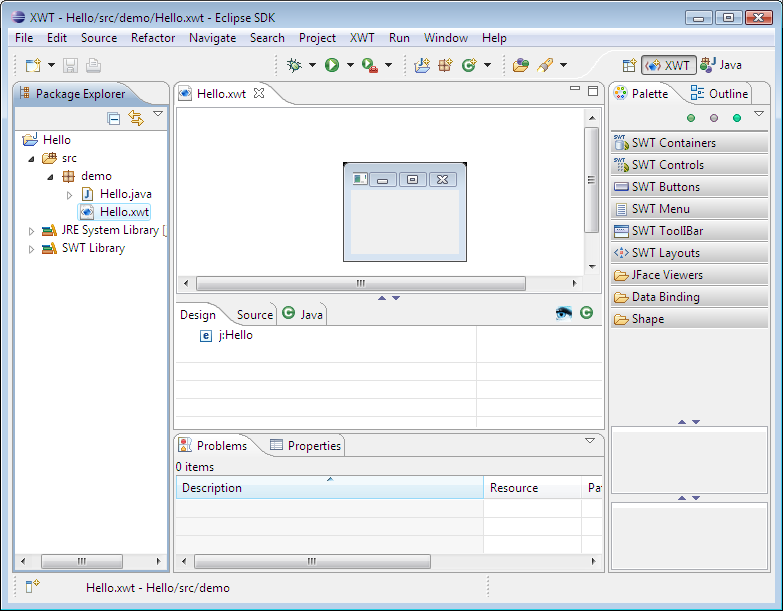 XWT - Hello/src/demo/Hello.xwt - Eclipse SDK
File Edit Source Refactor Navigate Search Project XWT Run Window Help
XWT Java
Package Explorer
Hello
src
demo
Hello.java
Hello.xwt
JRE System Library [
SWT Library
Hello.xwt
Design Source Java
j:Hello
Problems Properties
0 items
Description Resource Pa
Palette Outline
SWT Containers
SWT Controls
SWT Buttons
SWT Menu
SWT ToollBar
SWT Layouts
JFace Viewers
Data Binding
Shape
Hello.xwt - Hello/src/demo